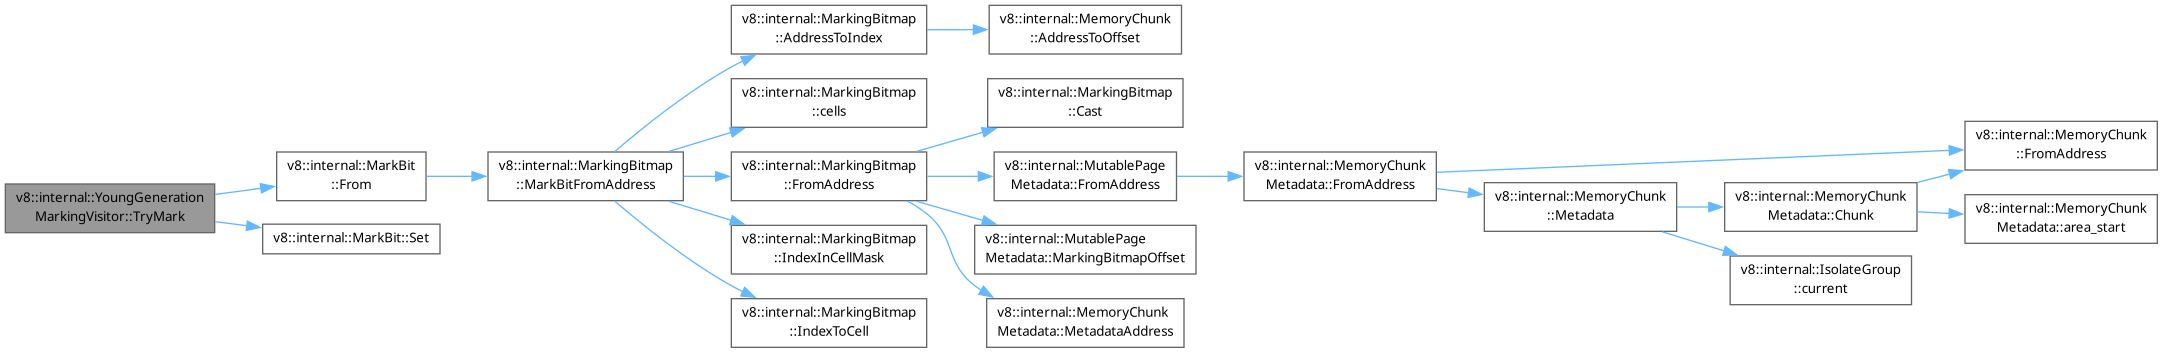 v8::internal::YoungGeneration
MarkingVisitor::TryMark
v8::internal::MarkBit
::From
v8::internal::MarkBit::Set
v8::internal::MarkingBitmap
::MarkBitFromAddress
v8::internal::MarkingBitmap
::AddressToIndex
v8::internal::MarkingBitmap
::cells
v8::internal::MarkingBitmap
::FromAddress
v8::internal::MarkingBitmap
::IndexInCellMask
v8::internal::MarkingBitmap
::IndexToCell
v8::internal::MemoryChunk
::AddressToOffset
v8::internal::MarkingBitmap
::Cast
v8::internal::MutablePage
Metadata::FromAddress
v8::internal::MutablePage
Metadata::MarkingBitmapOffset
v8::internal::MemoryChunk
Metadata::MetadataAddress
v8::internal::MemoryChunk
Metadata::FromAddress
v8::internal::MemoryChunk
::Metadata
v8::internal::MemoryChunk
Metadata::Chunk
v8::internal::IsolateGroup
::current
v8::internal::MemoryChunk
::FromAddress
v8::internal::MemoryChunk
Metadata::area_start